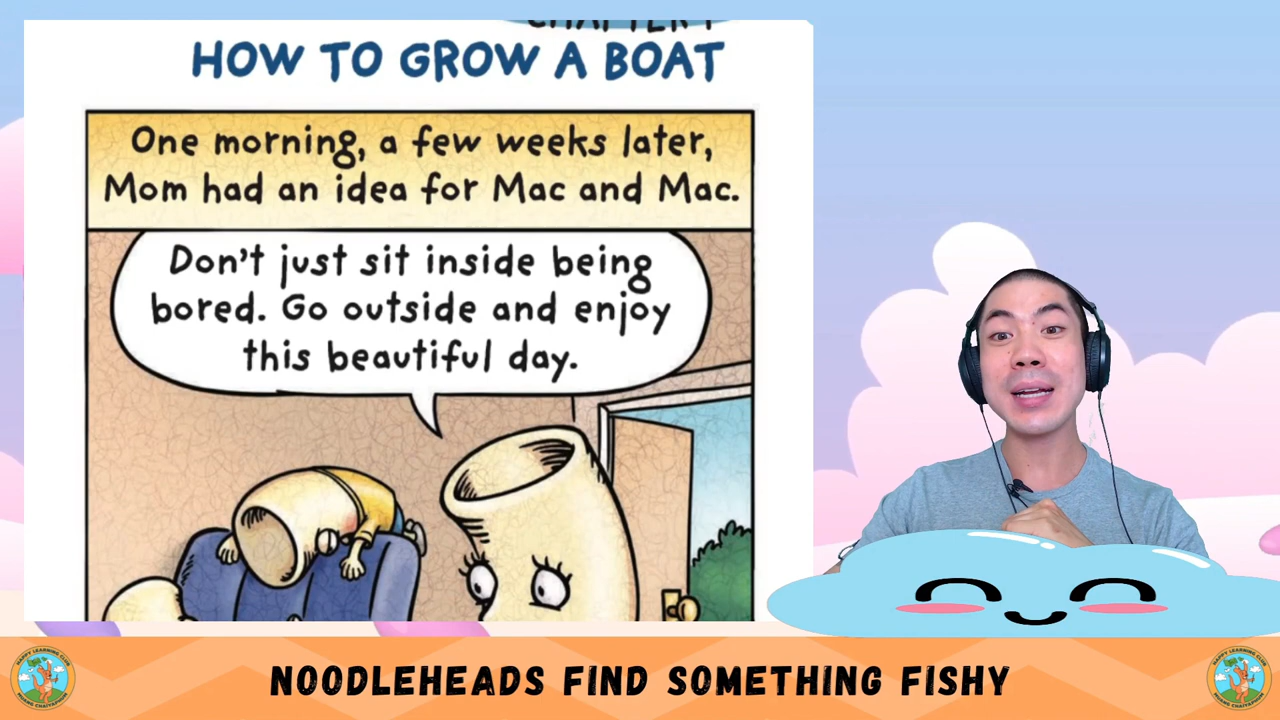 HOW TO GROW A BOAT
One morning, a few weeks later,
Mom had an idea for Mac and Mac.
Don't just sit inside being
bored. Go outside and enjoy
this beautiful day.
NOODLEHEADS FIND SOMETHING FISHY